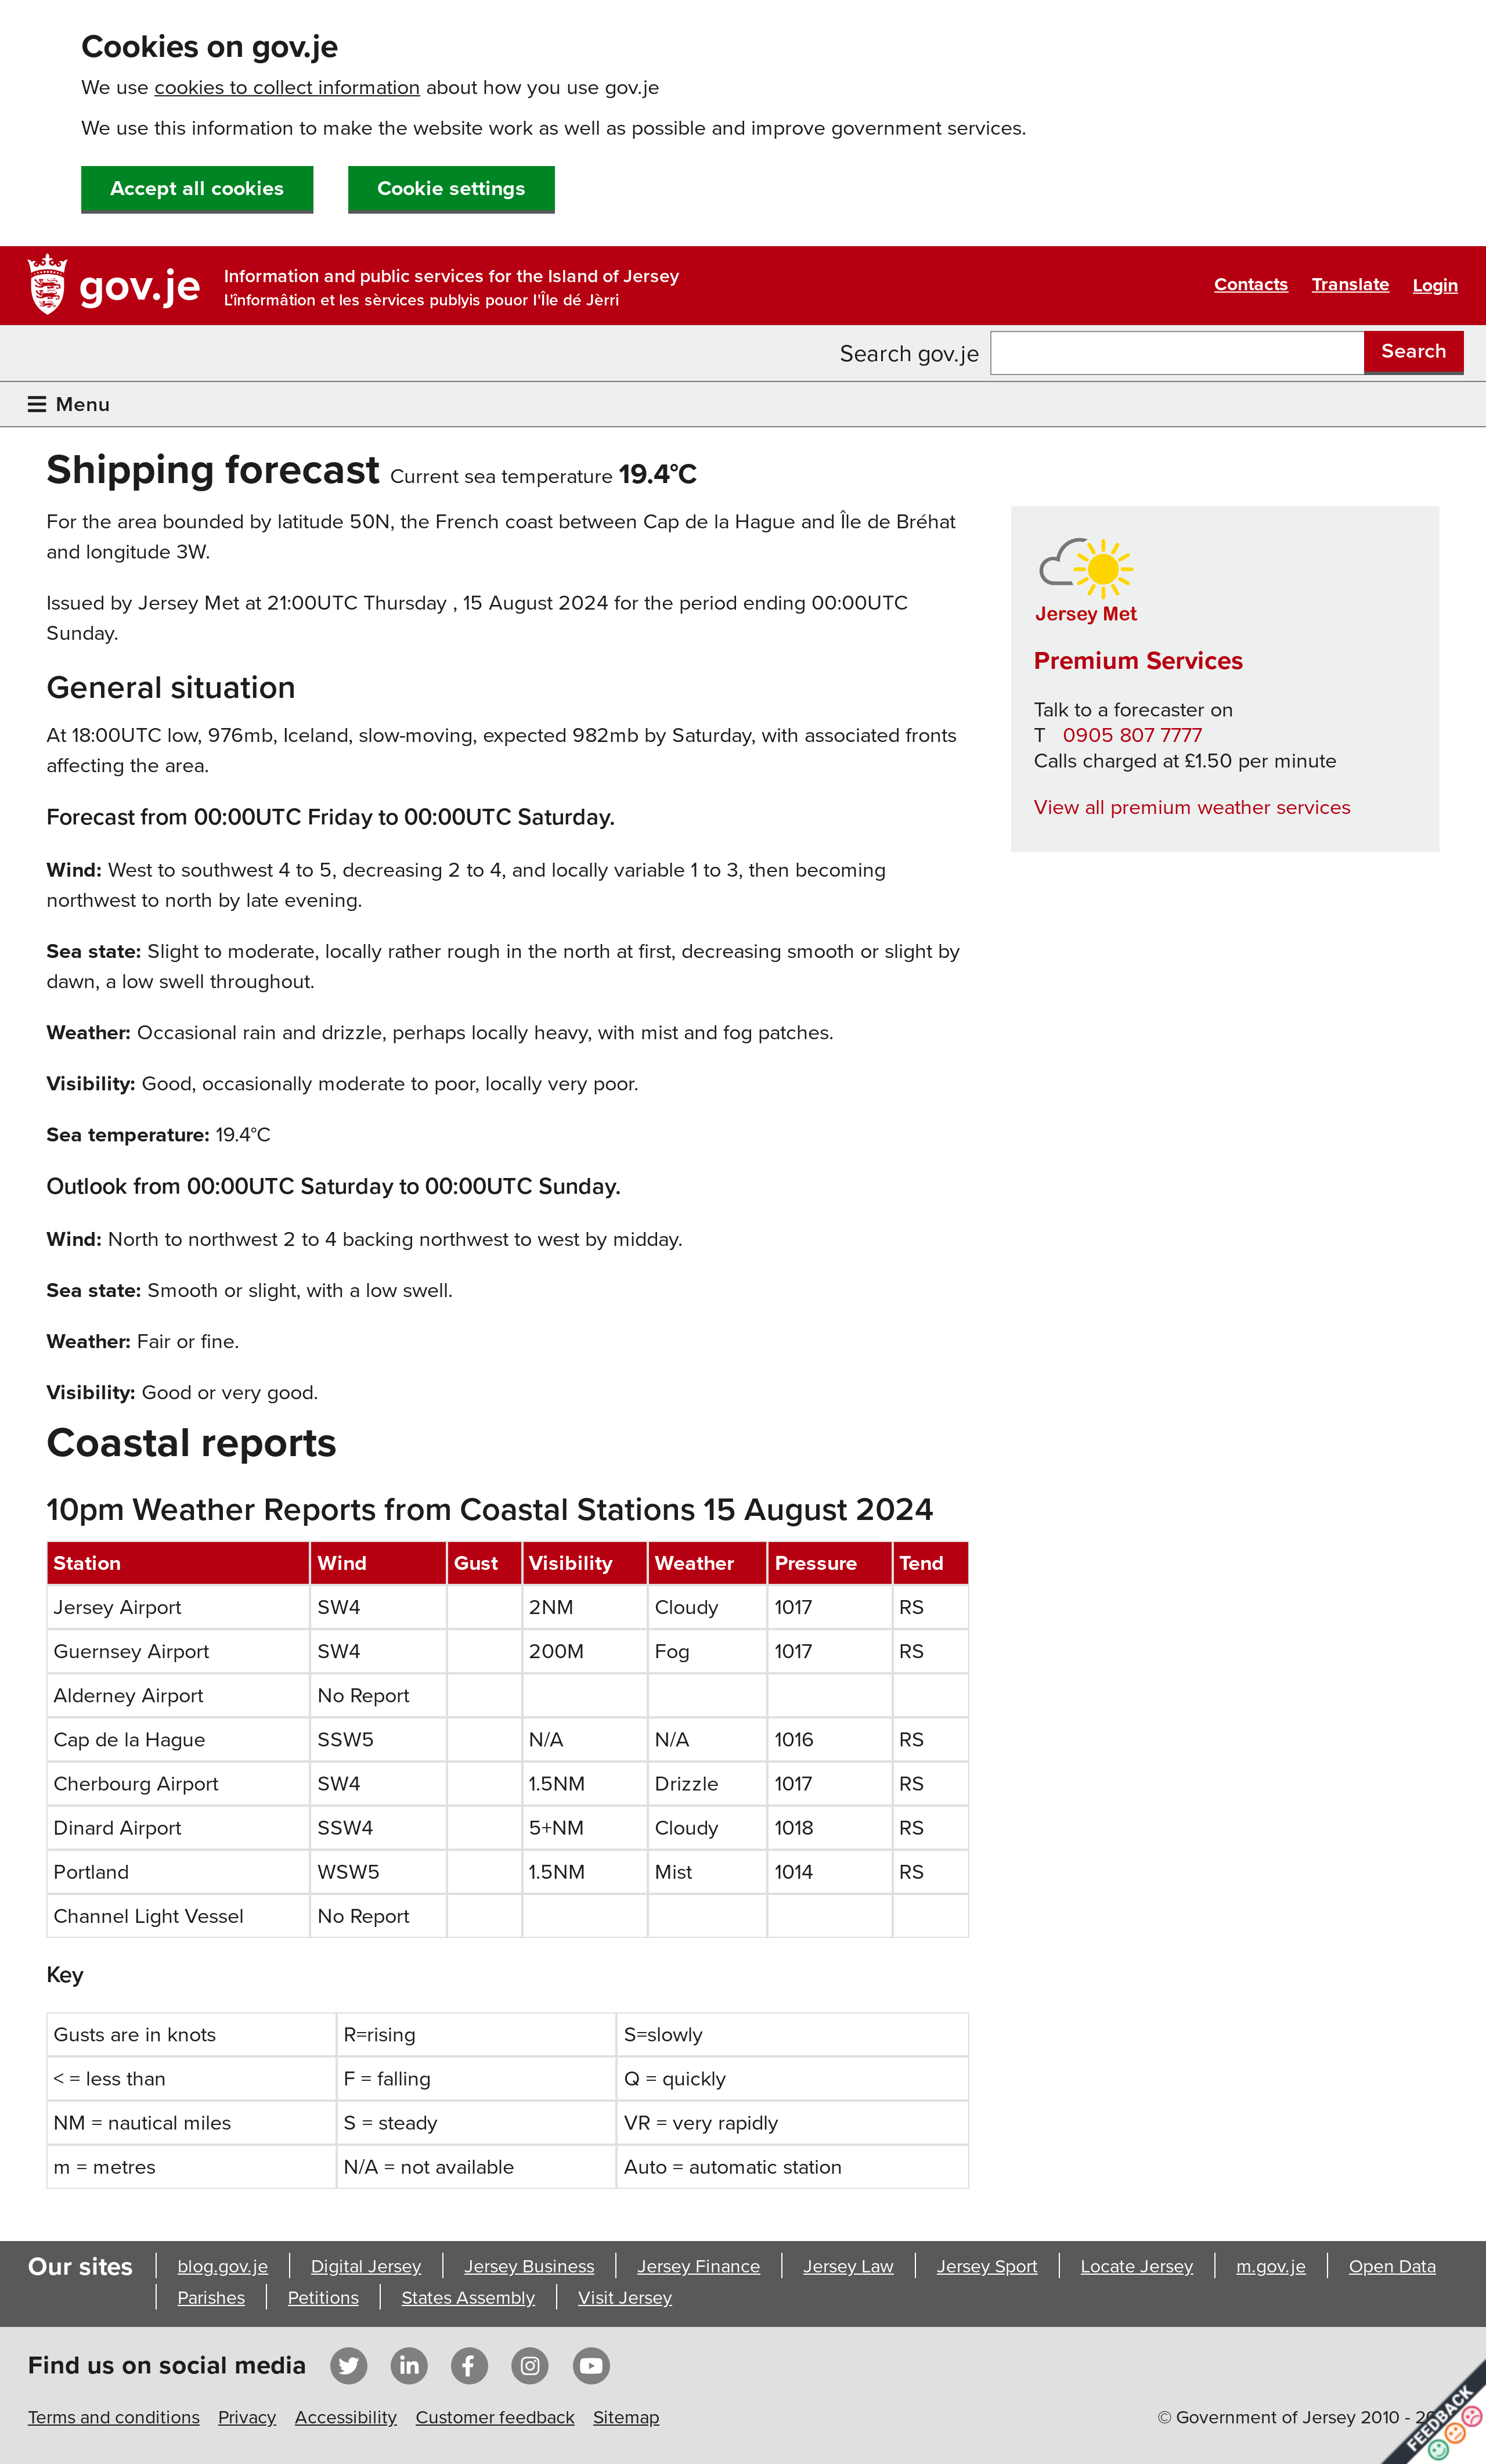 Cookies on gov.je
We use cookies to collect information about how you use gov.je
We use this information to make the website work as well as possible and improve government services.
Accept all cookies Cookie settings
gov.je
Information and public services for the Island of Jersey
L'înformâtion et les sèrvices publyis pouor I'Île dé Jèrri
Contacts Translate Login
Search gov.je Search
Menu
Shipping forecast Current sea temperature 19.4°C
For the area bounded by latitude 50N, the French coast between Cap de la Hague and Île de Bréhat
and longitude 3W.
Issued by Jersey Met at 21:00UTC Thursday , 15 August 2024 for the period ending 00:00UTC
Sunday.
General situation
At 18:00UTC low, 976mb, Iceland, slow-moving, expected 982mb by Saturday, with associated fronts
affecting the area.
Forecast from 00:00UTC Friday to 00:00UTC Saturday.
Wind: West to southwest 4 to 5, decreasing 2 to 4, and locally variable 1 to 3, then becoming
northwest to north by late evening.
Sea state: Slight to moderate, locally rather rough in the north at first, decreasing smooth or slight by
dawn, a low swell throughout.
Weather: Occasional rain and drizzle, perhaps locally heavy, with mist and fog patches.
Visibility: Good, occasionally moderate to poor, locally very poor.
Sea temperature: 19.4°C
Outlook from 00:00UTC Saturday to 00:00UTC Sunday.
Wind: North to northwest 2 to 4 backing northwest to west by midday.
Sea state: Smooth or slight, with a low swell.
Weather: Fair or fine.
Visibility: Good or very good.
Jersey Met
Premium Services
Talk to a forecaster on
T 0905 807 7777
Calls charged at £1.50 per minute
View all premium weather services
Coastal reports
10pm Weather Reports from Coastal Stations 15 August 2024
Station Wind Gust Visibility Weather Pressure Tend
Jersey Airport SW4 2NM Cloudy 1017 RS
Guernsey Airport SW4 200M Fog 1017 RS
Alderney Airport No Report
Cap de la Hague SSW5 N/A N/A 1016 RS
Cherbourg Airport SW4 1.5NM Drizzle 1017 RS
Dinard Airport SSW4 5+NM Cloudy 1018 RS
Portland WSW5 1.5NM Mist 1014 RS
Channel Light Vessel No Report
Key
Gusts are in knots R=rising S=slowly
< = less than F = falling Q = quickly
NM = nautical miles S = steady VR = very rapidly
m = metres N/A = not available Auto = automatic station
Our sites blog.gov.je Digital Jersey Jersey Business Jersey Finance Jersey Law Jersey Sport Locate Jersey m.gov.je Open Data
Parishes Petitions States Assembly Visit Jersey
Find us on social media
Terms and conditions Privacy Accessibility Customer feedback Sitemap
© Government of Jersey 2010 -
FEEDBACK